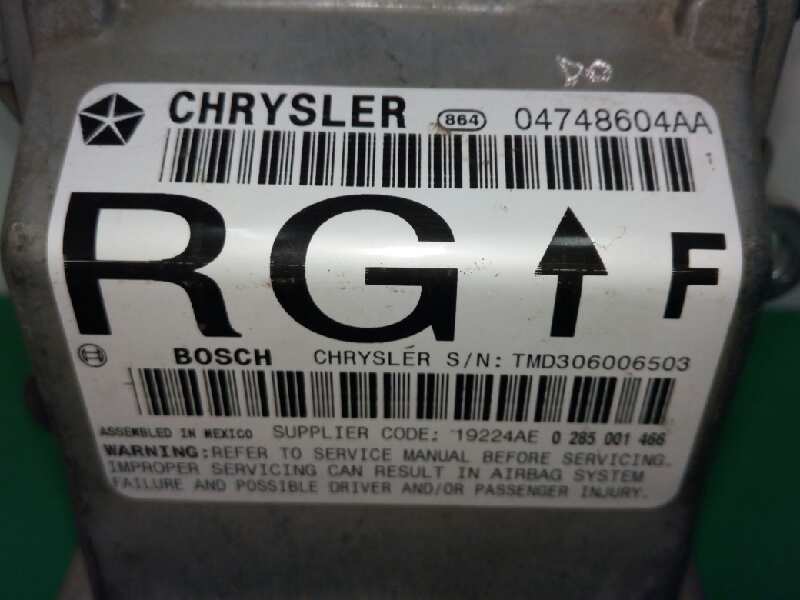 DO
CHRYSLER 864 04748604AA
RG F
BOSCH CHRYSLER S/N: TMD306006503
ASSEMBLED IN MEXICO SUPPLIER CODE: 19224AE 0 285 001 466
WARNING: REFER TO SERVICE MANUAL BEFORE SERVICING.
IMPROPER SERVICING CAN RESULT IN AIRBAG SYSTEM
FAILURE AND POSSIBLE DRIVER AND/OR PASSENGER INJURY.